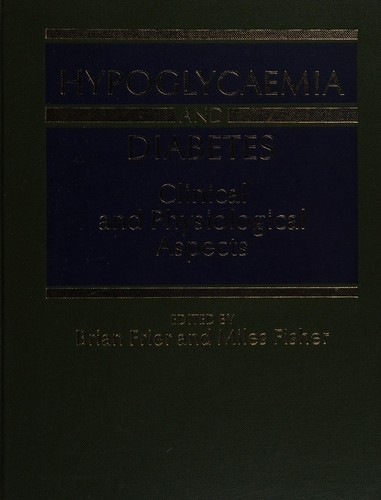 HYPOGLYCAEMIA
AND
DIABETES
Clinical
and Physiological
Aspects
EDITED BY
Brian Frier and Miles Fisher